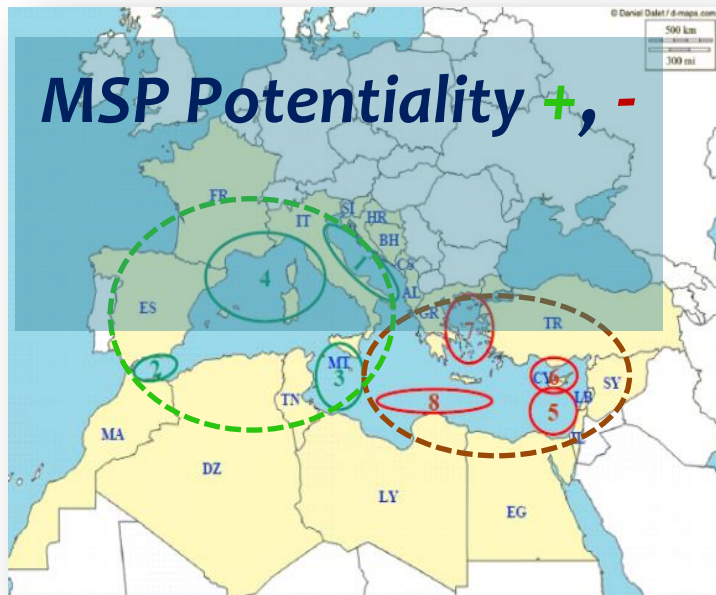 © Daniel Dalet / d-maps.com
500 km
300 mi
MSP Potentiality +, -
FR
SI
IT
HR
BH
1
CS
4
AL
ES
GR
7
TR
2
MT
3
CY
6
SY
TN
8
LB
5
MA
IL
DZ
LY
EG